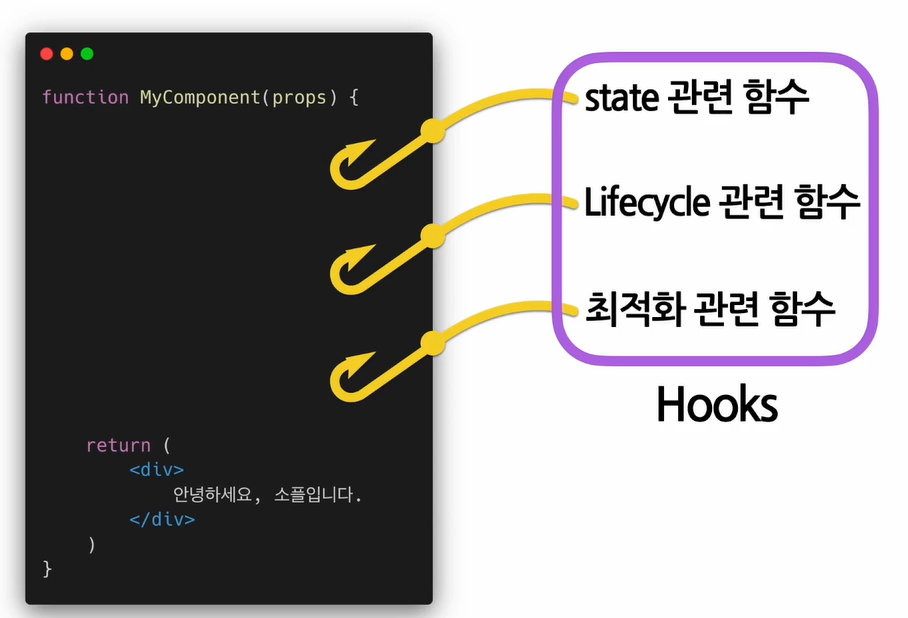 function MyComponent(props) {
state 관련 함수
Lifecycle 관련 함수
최적화 관련 함수
Hooks
return (
<div>
안녕하세요, 소플입니다.
</div>
)
}